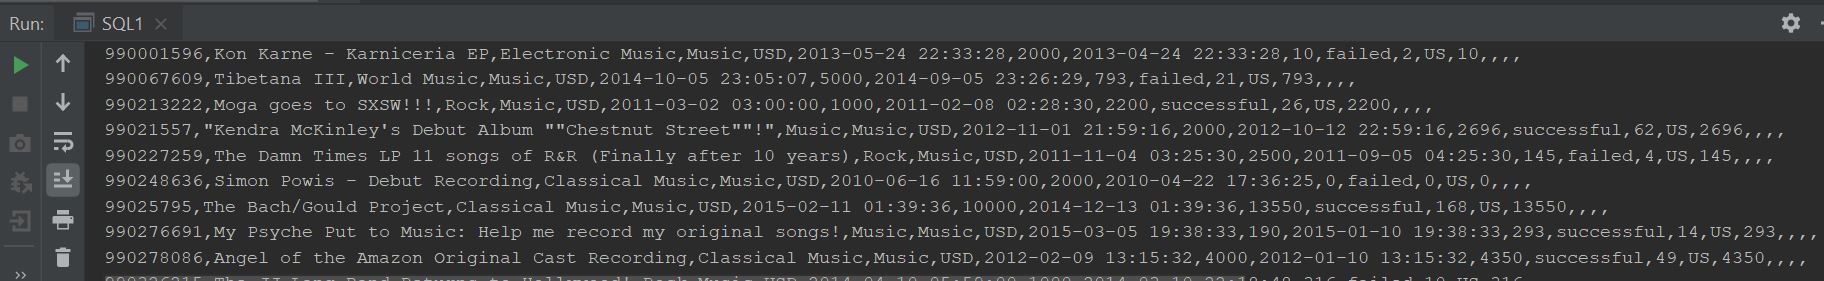 Run: SQL1
990001596,Kon Karne - Karniceria EP,Electronic Music,Music,USD,2013-05-24 22:33:28,2000,2013-04-24 22:33:28,10,failed,2,US,10,,,,
990067609,Tibetana III,World Music,Music,USD,2014-10-05 23:05:07,5000,2014-09-05 23:26:29,793,failed,21,US,793,,,,
990213222,Moga goes to SXSW!!!,Rock,Music,USD,2011-03-02 03:00:00,1000,2011-02-08 02:28:30,2200,successful,26,US,2200,,,,
99021557,"Kendra McKinley's Debut Album ""Chestnut Street""!",Music,Music,USD,2012-11-01 21:59:16,2000,2012-10-12 22:59:16,2696,successful,62,US,2696,,,,
990227259,The Damn Times LP 11 songs of R&R (Finally after 10 years),Rock,Music,USD,2011-11-04 03:25:30,2500,2011-09-05 04:25:30,145,failed,4,US,145,,,,
990248636,Simon Powis - Debut Recording,Classical Music,Music,USD,2010-06-16 11:59:00,2000,2010-04-22 17:36:25,0,failed,0,US,0,,,,
99025795,The Bach/Gould Project,Classical Music,Music,USD,2015-02-11 01:39:36,10000,2014-12-13 01:39:36,13550,successful,168,US,13550,,,,
990276691,My Psyche Put to Music: Help me record my original songs!,Music,Music,USD,2015-03-05 19:38:33,190,2015-01-10 19:38:33,293,successful,14,US,293,,,,
990278086,Angel of the Amazon Original Cast Recording,Classical Music,Music,USD,2012-02-09 13:15:32,4000,2012-01-10 13:15:32,4350,successful,49,US,4350,,,,